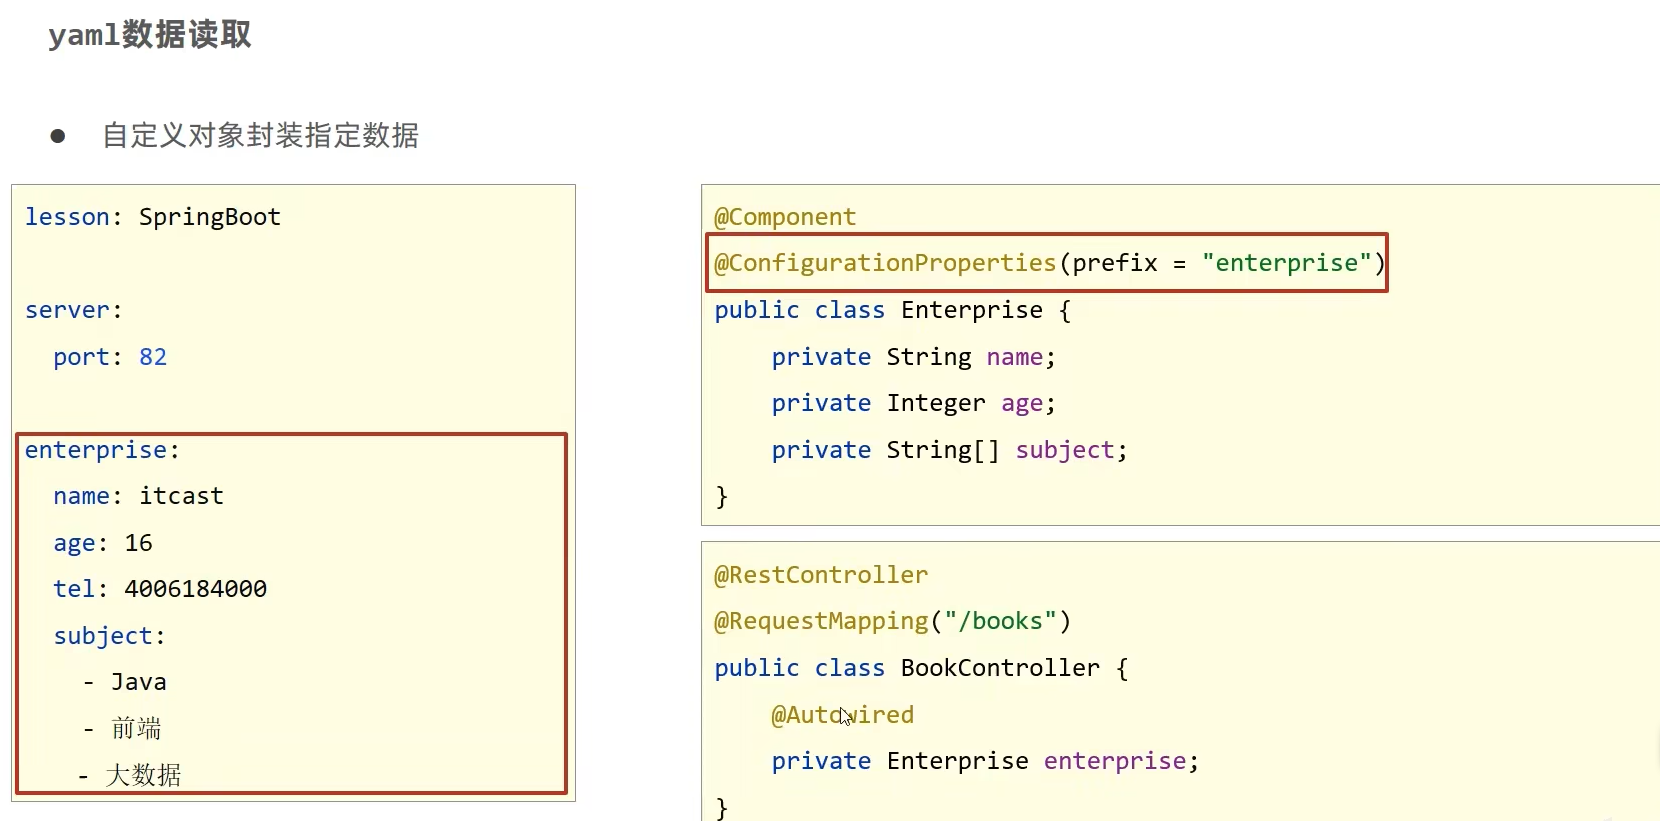 yaml数据读取
● 自定义对象封装指定数据
lesson: SpringBoot
server:
  port: 82
enterprise:
  name: itcast
  age: 16
  tel: 4006184000
  subject:
    - Java
    - 前端
    - 大数据
@Component
@ConfigurationProperties(prefix = "enterprise")
public class Enterprise {
    private String name;
    private Integer age;
    private String[] subject;
}
@RestController
@RequestMapping("/books")
public class BookController {
    @Autowired
    private Enterprise enterprise;
}